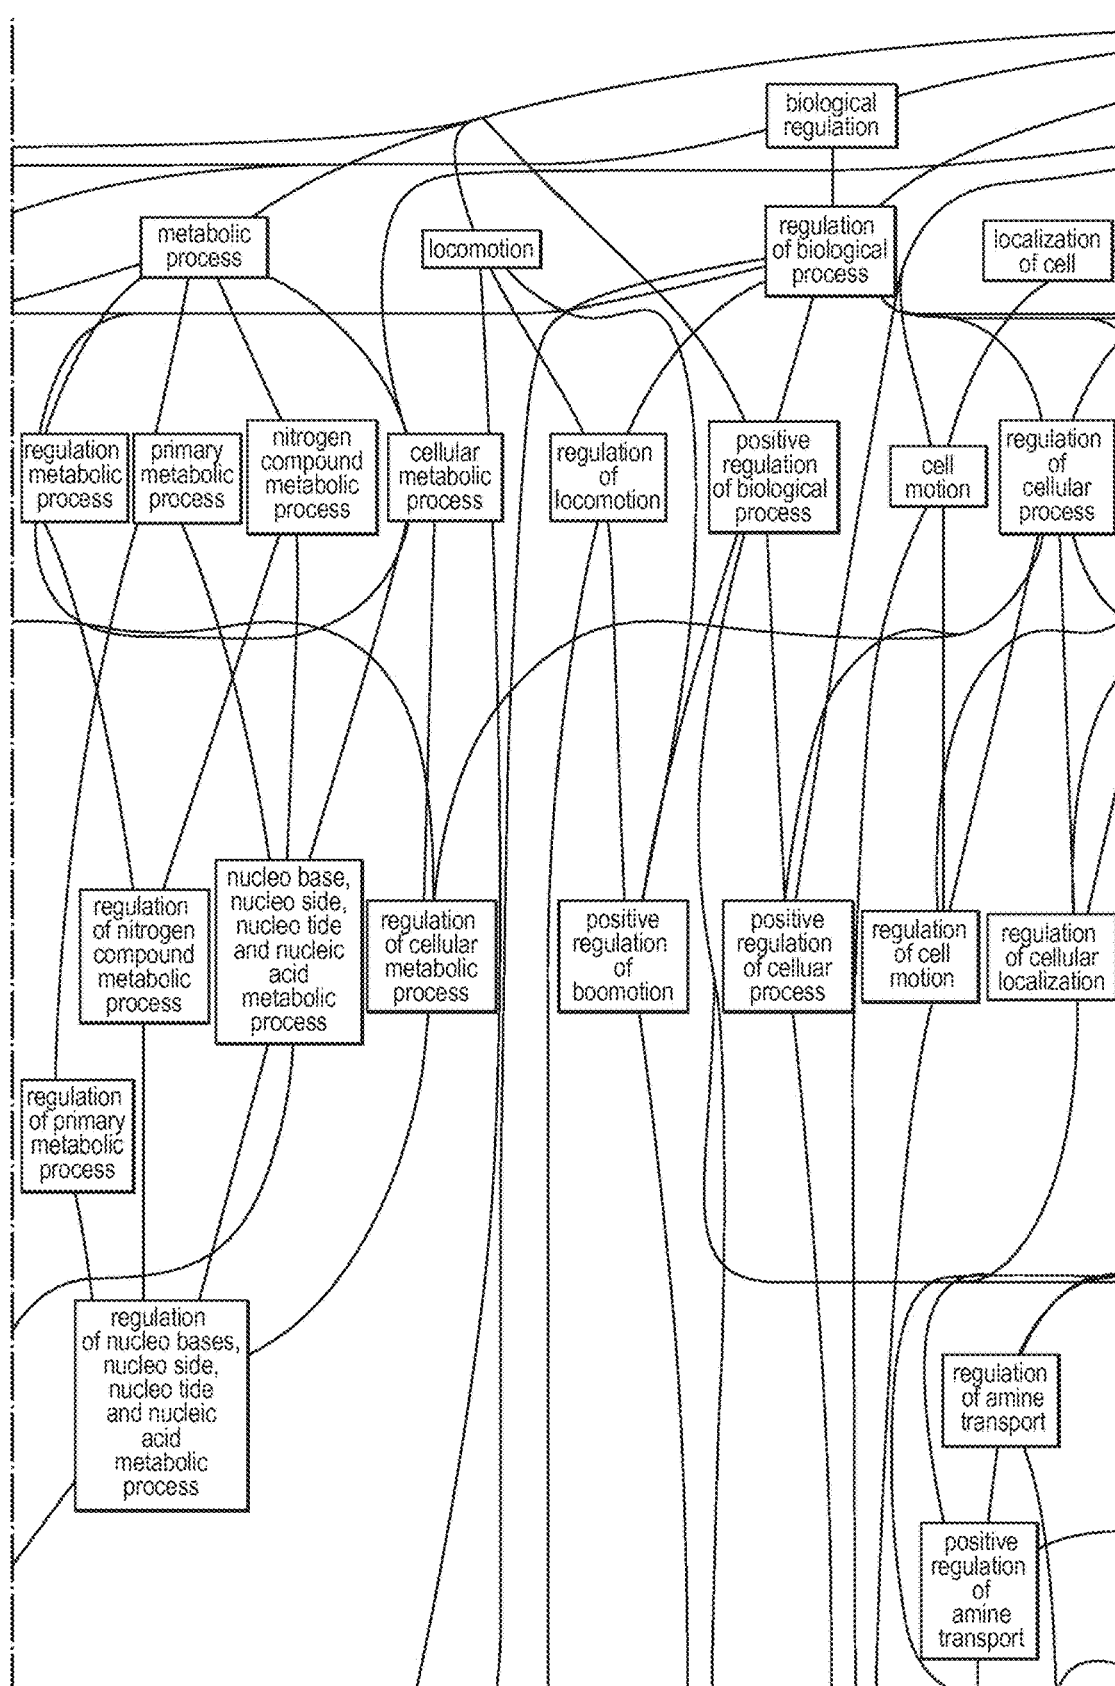 biological
regulation
metabolic
process
locomotion
regulation
of biological
process
localization
of cell
regulation
metabolic
process
primary
metabolic
process
nitrogen
compound
metabolic
process
cellular
metabolic
process
regulation
of
locomotion
positive
regulation
of biological
process
cell
motion
regulation
of
cellular
process
regulation
of nitrogen
compound
metabolic
process
nucleo base,
nucleo side,
nucleo tide
and nucleic
acid
metabolic
process
regulation
of cellular
metabolic
process
positive
regulation
of
boomotion
positive
regulation
of celluar
process
regulation
of cell
motion
regulation
of cellular
localization
regulation
of primary
metabolic
process
regulation
of nucleo bases,
nucleo side,
nucleo tide
and nucleic
acid
metabolic
process
regulation
of amine
transport
positive
regulation
of
amine
transport